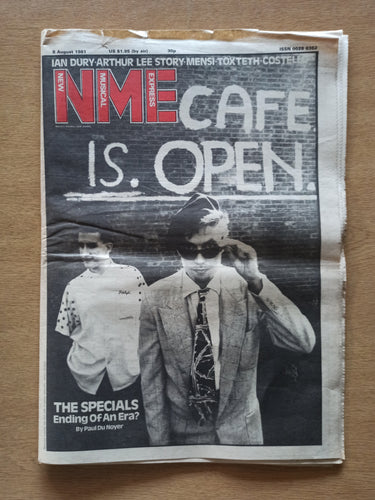 8 August 1981 US $1.95 (by air) 30p ISSN 0028 6362
IAN DURY·ARTHUR LEE STORY·MENSI·TOXTETH·COSTELLO
NEW
NME
MUSICAL
EXPRESS
CAFE
IS. OPEN.
THE SPECIALS
Ending Of An Era?
By Paul Du Noyer